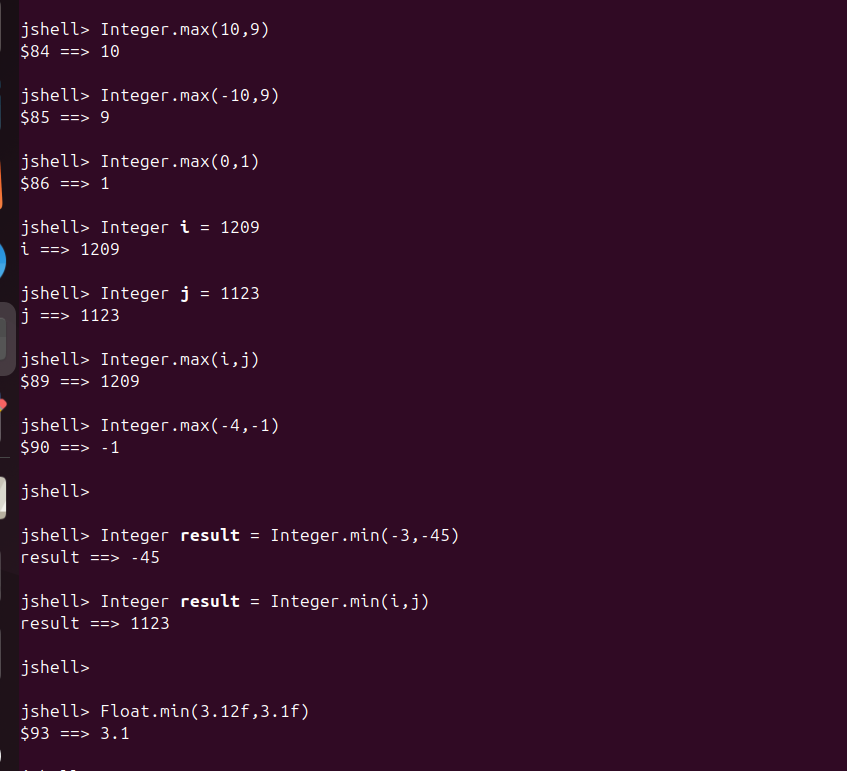 jshell> Integer.max(10,9)
$84 ==> 10
jshell> Integer.max(-10,9)
$85 ==> 9
jshell> Integer.max(0,1)
$86 ==> 1
jshell> Integer i = 1209
i ==> 1209
jshell> Integer j = 1123
j ==> 1123
jshell> Integer.max(i,j)
$89 ==> 1209
jshell> Integer.max(-4,-1)
$90 ==> -1
jshell>
jshell> Integer result = Integer.min(-3,-45)
result ==> -45
jshell> Integer result = Integer.min(i,j)
result ==> 1123
jshell>
jshell> Float.min(3.12f,3.1f)
$93 ==> 3.1